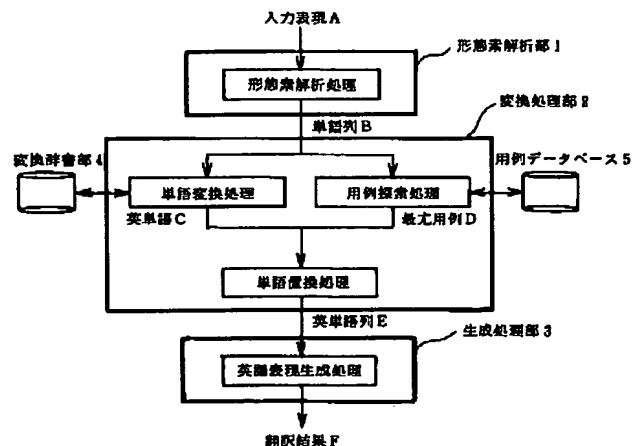 入力表現A
形態素解析部1
形態素解析処理
変換処理部2
単語列B
変換辞書部4
用例データベース5
単語変換処理
用例探索処理
英単語C
最尤用例D
単語置換処理
英単語列E
生成処理部3
英語表現生成処理
翻訳結果F